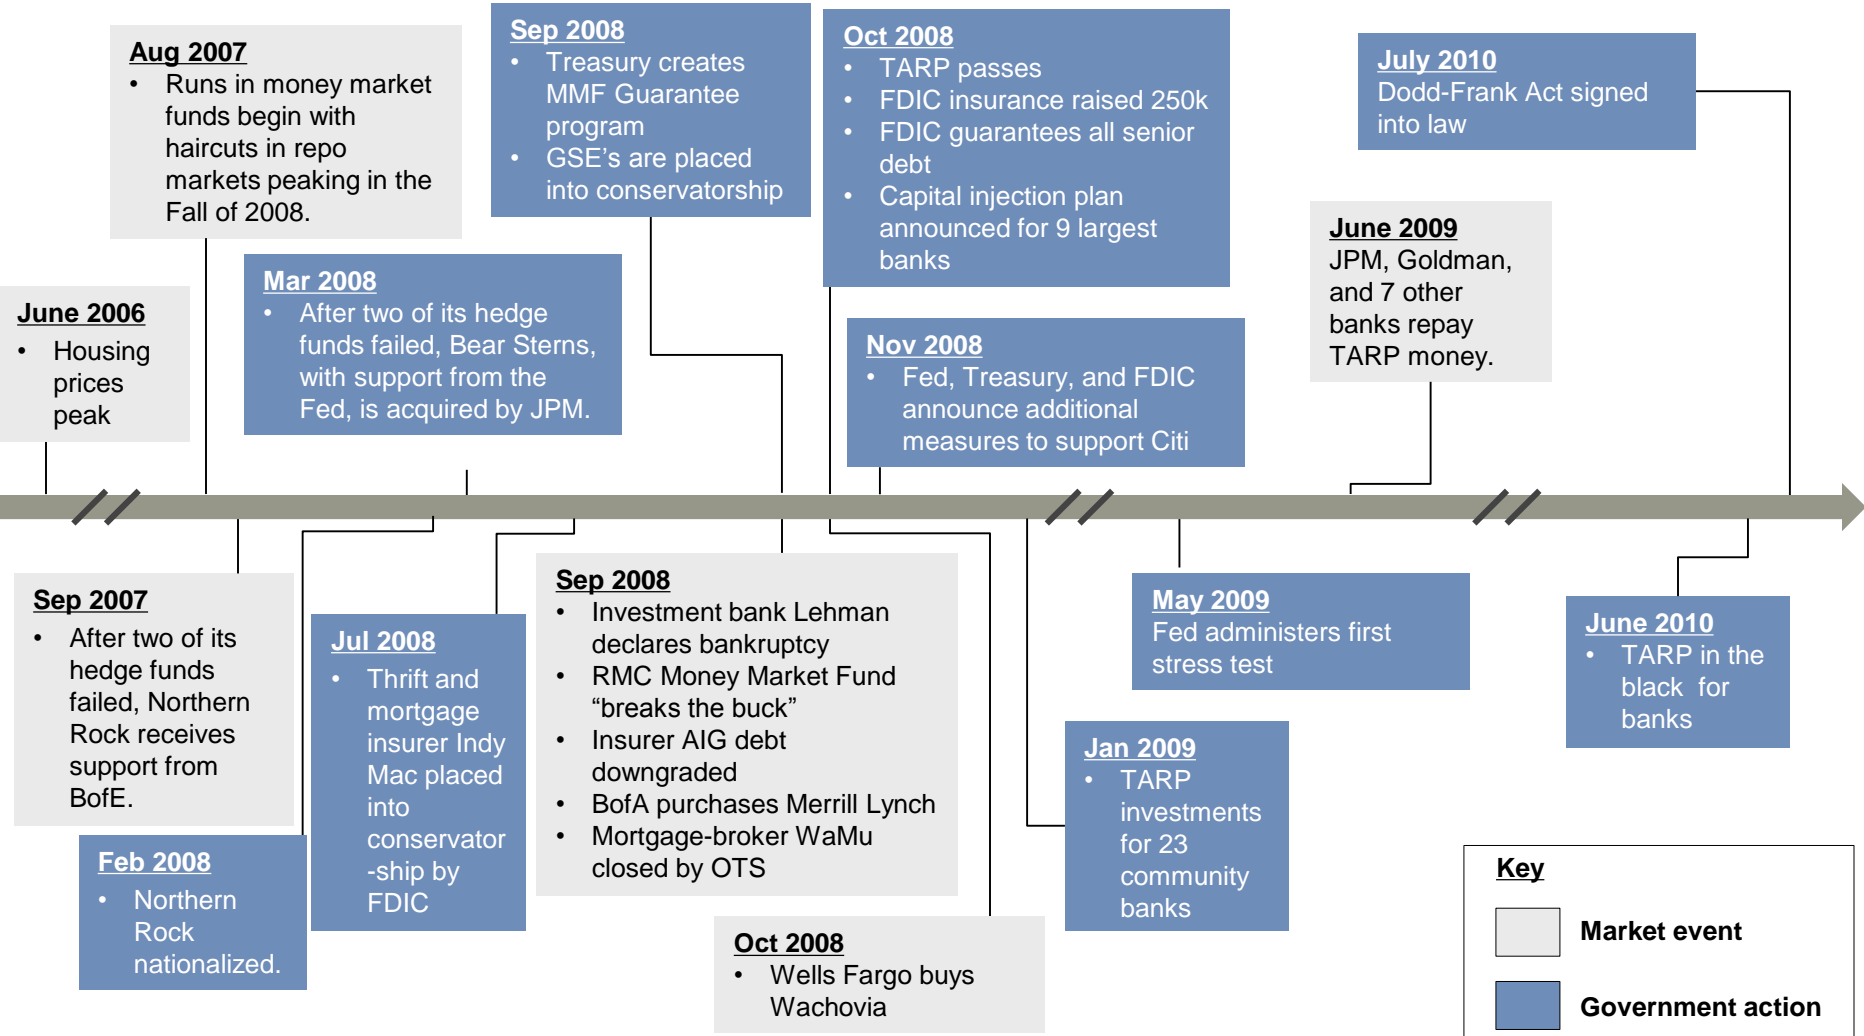 Aug 2007
• Runs in money market
funds begin with
haircuts in repo
markets peaking in the
Fall of 2008.
Sep 2008
• Treasury creates
MMF Guarantee
program
• GSE's are placed
into conservatorship
Oct 2008
• TARP passes
• FDIC insurance raised 250k
• FDIC guarantees all senior
debt
• Capital injection plan
announced for 9 largest
banks
July 2010
Dodd-Frank Act signed
into law
June 2006
• Housing
prices
peak
Mar 2008
• After two of its hedge
funds failed, Bear Sterns,
with support from the
Fed, is acquired by JPM.
Nov 2008
• Fed, Treasury, and FDIC
announce additional
measures to support Citi
June 2009
JPM, Goldman,
and 7 other
banks repay
TARP money.
Sep 2007
• After two of its
hedge funds
failed, Northern
Rock receives
support from
BofE.
Feb 2008
• Northern
Rock
nationalized.
Jul 2008
• Thrift and
mortgage
insurer Indy
Mac placed
into
conservator
-ship by
FDIC
Sep 2008
• Investment bank Lehman
declares bankruptcy
• RMC Money Market Fund
“breaks the buck”
• Insurer AIG debt
downgraded
• BofA purchases Merrill Lynch
• Mortgage-broker WaMu
closed by OTS
Oct 2008
• Wells Fargo buys
Wachovia
Jan 2009
• TARP
investments
for 23
community
banks
May 2009
Fed administers first
stress test
June 2010
• TARP in the
black for
banks
Key
Market event
Government action